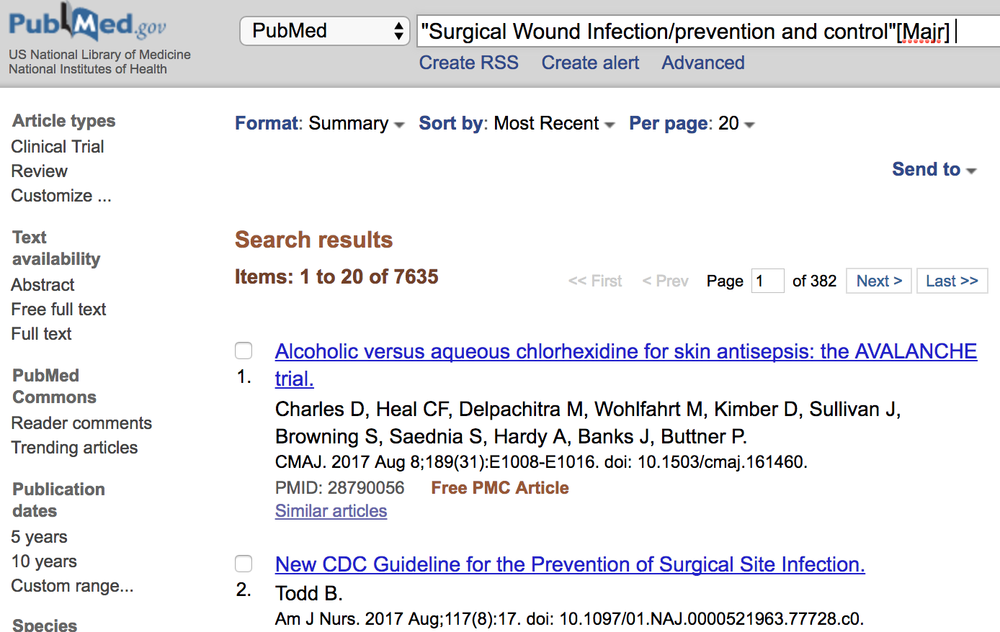 PubMed.gov
US National Library of Medicine
National Institutes of Health
PubMed
"Surgical Wound Infection/prevention and control"[Majr]
Create RSS Create alert Advanced
Article types
Clinical Trial
Review
Customize ...
Text
availability
Abstract
Free full text
Full text
PubMed
Commons
Reader comments
Trending articles
Publication
dates
5 years
10 years
Custom range...
Species
Format: Summary Sort by: Most Recent Per page: 20
Send to
Search results
Items: 1 to 20 of 7635
<< First < Prev Page 1 of 382 Next > Last >>
Alcoholic versus aqueous chlorhexidine for skin antisepsis: the AVALANCHE
1. trial.
Charles D, Heal CF, Delpachitra M, Wohlfahrt M, Kimber D, Sullivan J,
Browning S, Saednia S, Hardy A, Banks J, Buttner P.
CMAJ. 2017 Aug 8;189(31):E1008-E1016. doi: 10.1503/cmaj.161460.
PMID: 28790056 Free PMC Article
Similar articles
New CDC Guideline for the Prevention of Surgical Site Infection.
2. Todd B.
Am J Nurs. 2017 Aug;117(8):17. doi: 10.1097/01.NAJ.0000521963.77728.c0.